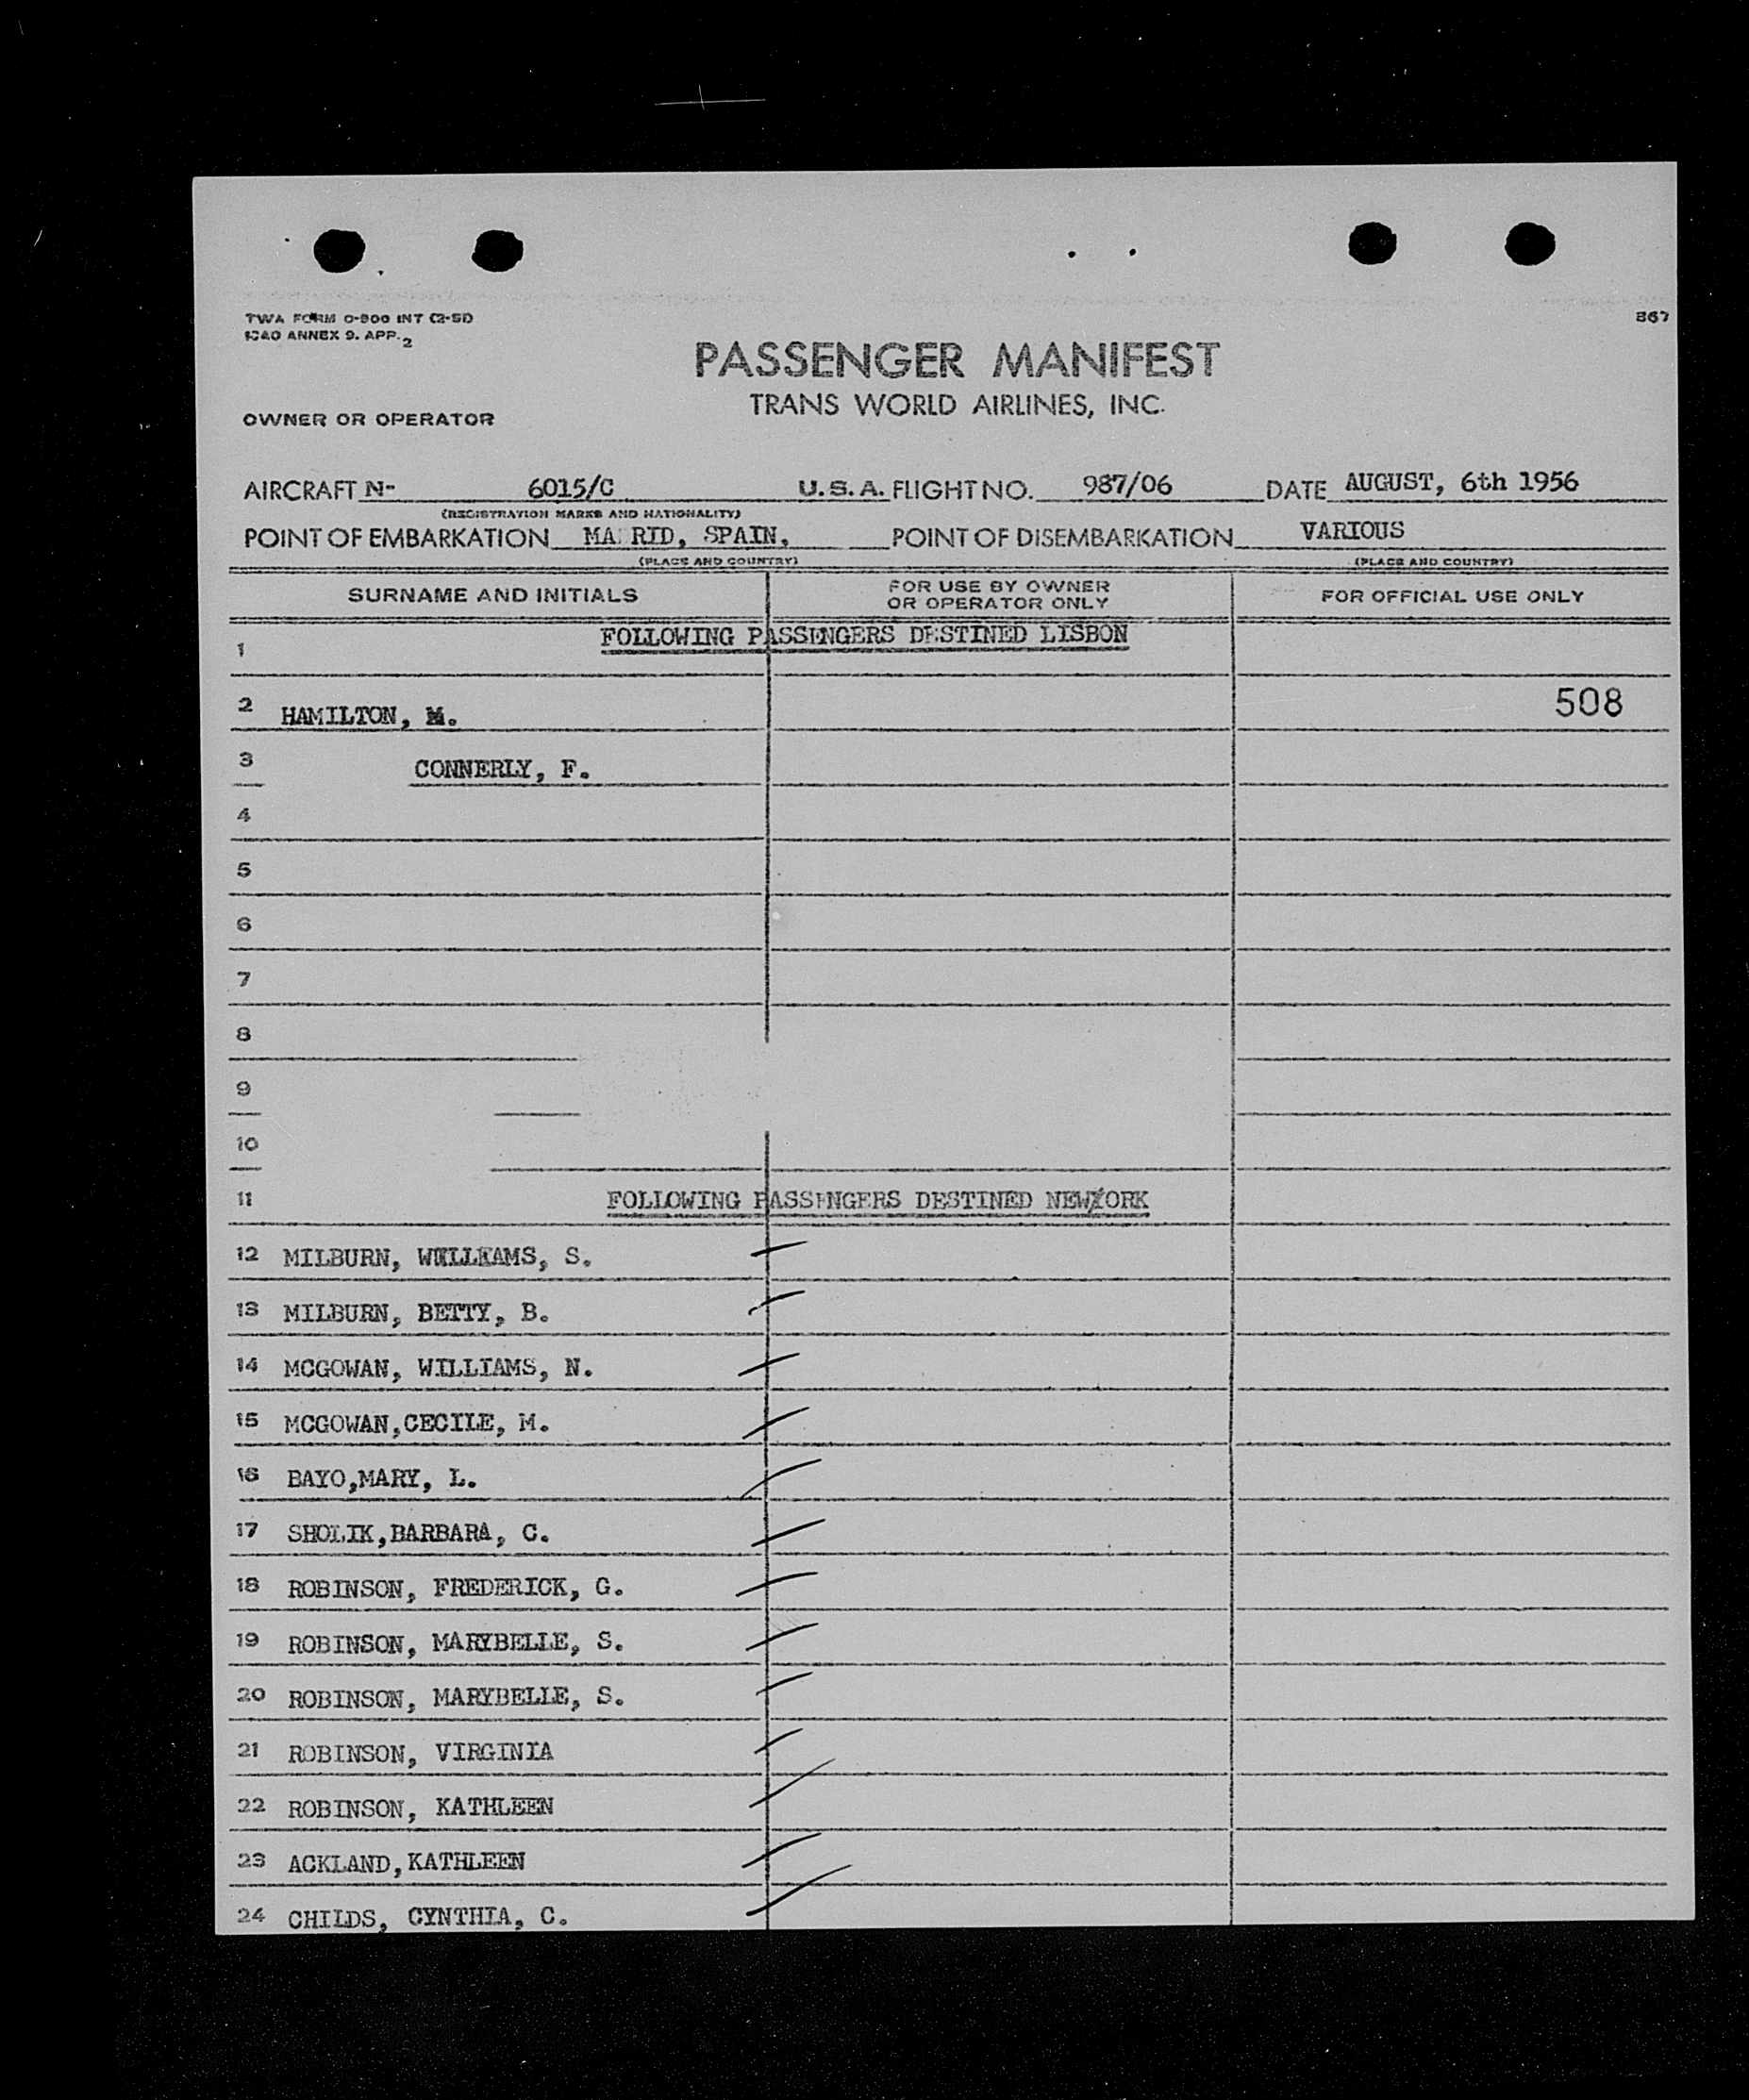 TWA FORM O-800 INT (2-51)
ICAO ANNEX 9. APP. 2
867
PASSENGER MANIFEST
TRANS WORLD AIRLINES, INC.
OWNER OR OPERATOR
AIRCRAFT N- 6015/C U.S.A. FLIGHT NO. 987/06 DATE AUGUST, 6th 1956
(REGISTRATION MARKS AND NATIONALITY)
POINT OF EMBARKATION MA RID, SPAIN, POINT OF DISEMBARKATION VARIOUS
(PLACE AND COUNTRY) (PLACE AND COUNTRY)
SURNAME AND INITIALS FOR USE BY OWNER OR OPERATOR ONLY FOR OFFICIAL USE ONLY
1 FOLLOWING PASSENGERS DESTINED LISBON
2 HAMILTON, M. 508
3 CONNERLY, F.
4
5
6
7
8
9
10
11 FOLLOWING PASSENGERS DESTINED NEW/YORK
12 MILBURN, WILLIAMS, S.
13 MILBURN, BETTY, B.
14 MCGOWAN, WILLIAMS, N.
15 MCGOWAN,CECILE, M.
16 BAYO,MARY, L.
17 SHOLIK,BARBARA, C.
18 ROBINSON, FREDERICK, G.
19 ROBINSON, MARYBELLE, S.
20 ROBINSON, MARYBELLE, S.
21 ROBINSON, VIRGINIA
22 ROBINSON, KATHLEEN
23 ACKLAND,KATHLEEN
24 CHILDS, CYNTHIA, C.